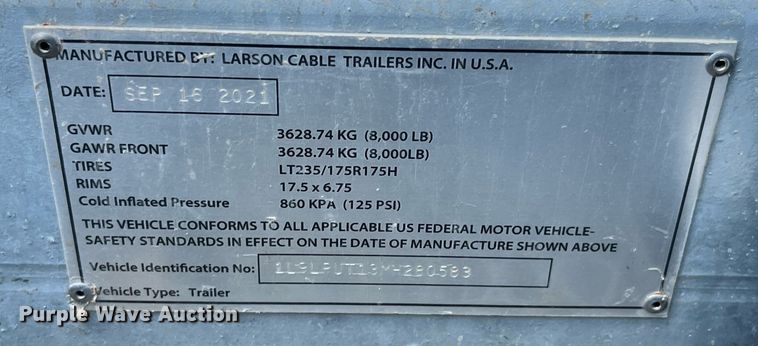 MANUFACTURED BY: LARSON CABLE TRAILERS INC. IN U.S.A.
DATE: SEP 16 2021
GVWR 3628.74 KG (8,000 LB)
GAWR FRONT 3628.74 KG (8,000LB)
TIRES LT235/175R175H
RIMS 17.5 x 6.75
Cold Inflated Pressure 860 KPA (125 PSI)
THIS VEHICLE CONFORMS TO ALL APPLICABLE US FEDERAL MOTOR VEHICLE-
SAFETY STANDARDS IN EFFECT ON THE DATE OF MANUFACTURE SHOWN ABOVE
Vehicle Identification No:
Vehicle Type: Trailer
Purple Wave Auction